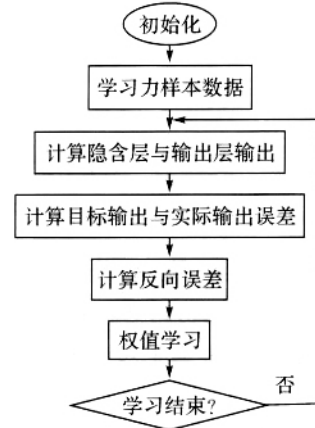 初始化
学习力样本数据
计算隐含层与输出层输出
计算目标输出与实际输出误差
计算反向误差
权值学习
否
学习结束?